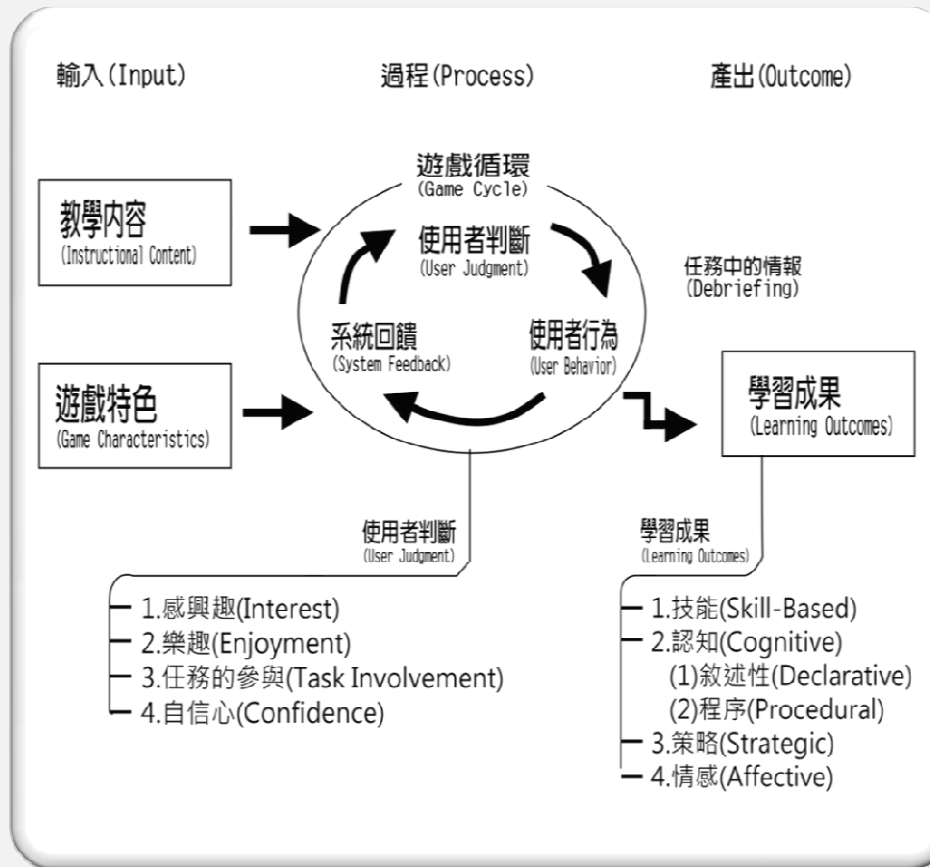 輸入(Input)
過程(Process)
產出(Outcome)
遊戲循環
(Game Cycle)
教學内容
(Instructional Content)
使用者判斷
(User Judgment)
任務中的情報
(Debriefing)
系統回饋
(System Feedback)
使用者行為
(User Behavior)
遊戲特色
(Game Characteristics)
學習成果
(Learning Outcomes)
使用者判斷
(User Judgment)
1.感興趣(Interest)
2.樂趣(Enjoyment)
3.任務的參與(Task Involvement)
4.自信心(Confidence)
學習成果
(Learning Outcomes)
1.技能(Skill-Based)
2.認知(Cognitive)
(1)敘述性(Declarative)
(2)程序(Procedural)
3.策略(Strategic)
4.情感(Affective)